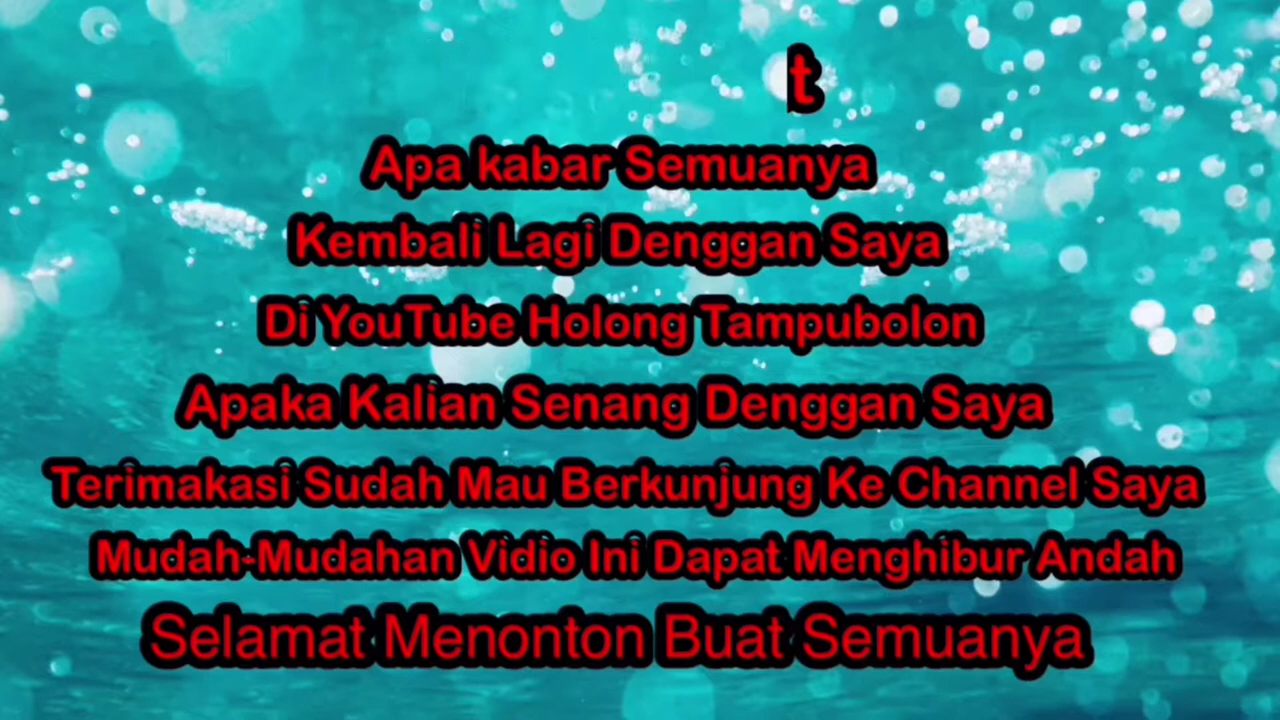 t
Apa kabar Semuanya
Kembali Lagi Denggan Saya
Di YouTube Holong Tampubolon
Apaka Kalian Senang Denggan Saya
Terimakasi Sudah Mau Berkunjung Ke Channel Saya
Mudah-Mudahan Vidio Ini Dapat Menghibur Andah
Selamat Menonton Buat Semuanya